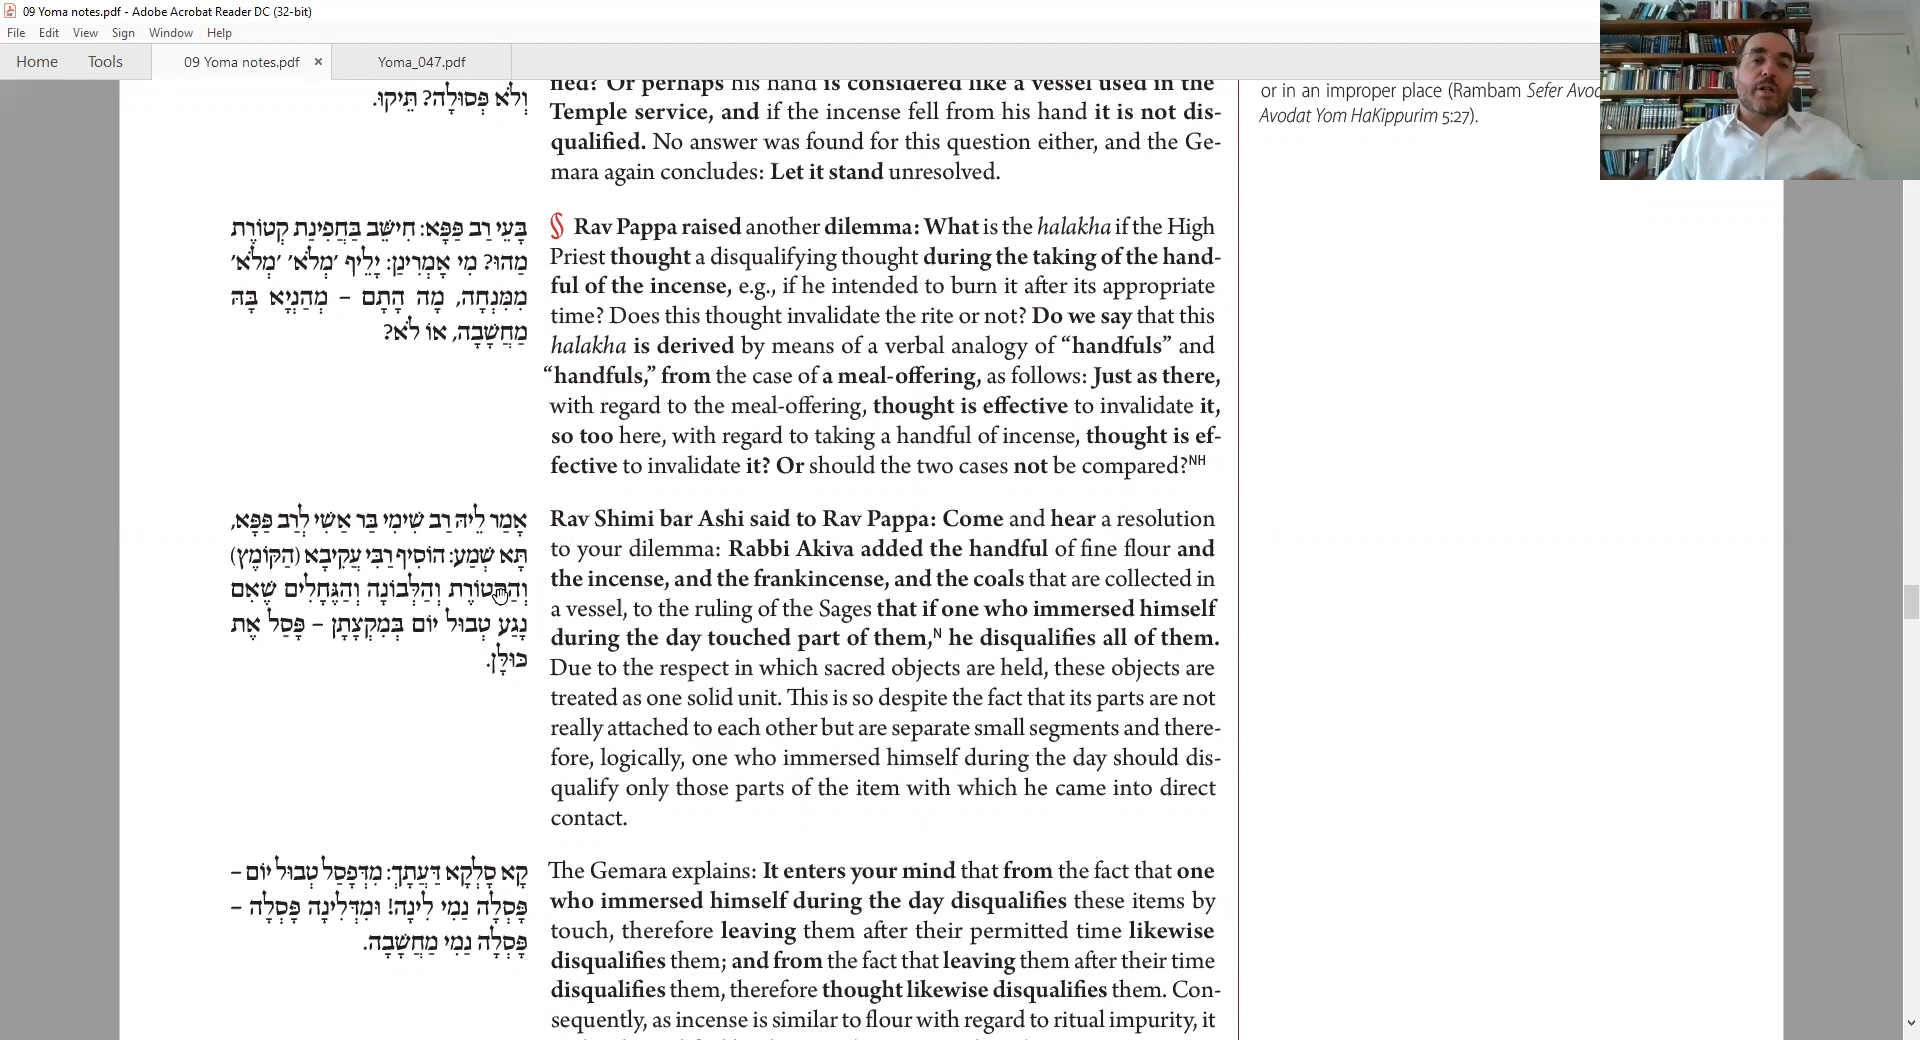 09 Yoma notes.pdf - Adobe Acrobat Reader DC (32-bit)
File Edit View Sign Window Help
Home Tools 09 Yoma notes.pdf × Yoma_047.pdf
וְלֹא פְּסוּלָה? תֵּיקוּ.
fied? Or perhaps his hand is considered like a vessel used in the
Temple service, and if the incense fell from his hand it is not dis-
qualified. No answer was found for this question either, and the Ge-
mara again concludes: Let it stand unresolved.
or in an improper place (Rambam Sefer
Avodat Yom HaKippurim 5:27).
בָּעֵי רַב פַּפָּא: חִישֵּׁב בַּחֲפִינַת קְטוֹרֶת
מַהוּ? מִי אָמְרִינַן: יָלֵיף ׳מְלֹא׳ ׳מְלֹא׳
מִמִּנְחָה, מָה הָתָם – מְהַנְיָא בָּהּ
מַחֲשָׁבָה, אוֹ לֹא?
§ Rav Pappa raised another dilemma: What is the halakha if the High
Priest thought a disqualifying thought during the taking of the hand-
ful of the incense, e.g., if he intended to burn it after its appropriate
time? Does this thought invalidate the rite or not? Do we say that this
halakha is derived by means of a verbal analogy of “handfuls” and
“handfuls,” from the case of a meal-offering, as follows: Just as there,
with regard to the meal-offering, thought is effective to invalidate it,
so too here, with regard to taking a handful of incense, thought is ef-
fective to invalidate it? Or should the two cases not be compared?NH
אָמַר לֵיהּ רַב שִׁימִי בַּר אַשִׁי לְרַב פַּפָּא,
תָּא שְׁמַע: הוֹסִיף רַבִּי עֲקִיבָא (הַקּוֹמֶץ)
וְהַקְּטוֹרֶת וְהַלְּבוֹנָה וְהַגֶּחָלִים שֶׁאִם
נָגַע טְבוּל יוֹם בְּמִקְצָתָן – פָּסַל אֶת
כּוּלָּן.
Rav Shimi bar Ashi said to Rav Pappa: Come and hear a resolution
to your dilemma: Rabbi Akiva added the handful of fine flour and
the incense, and the frankincense, and the coals that are collected in
a vessel, to the ruling of the Sages that if one who immersed himself
during the day touched part of them,N he disqualifies all of them.
Due to the respect in which sacred objects are held, these objects are
treated as one solid unit. This is so despite the fact that its parts are not
really attached to each other but are separate small segments and there-
fore, logically, one who immersed himself during the day should dis-
qualify only those parts of the item with which he came into direct
contact.
קָא סָלְקָא דַּעְתָּךְ: מִדְּפָסַל טְבוּל יוֹם –
פָּסְלָה נַמִי לִינָה! וּמִדְּלִינָה פָּסְלָה –
פָּסְלָה נַמִי מַחֲשָׁבָה.
The Gemara explains: It enters your mind that from the fact that one
who immersed himself during the day disqualifies these items by
touch, therefore leaving them after their permitted time likewise
disqualifies them; and from the fact that leaving them after their time
disqualifies them, therefore thought likewise disqualifies them. Con-
sequently, as incense is similar to flour with regard to ritual impurity, it